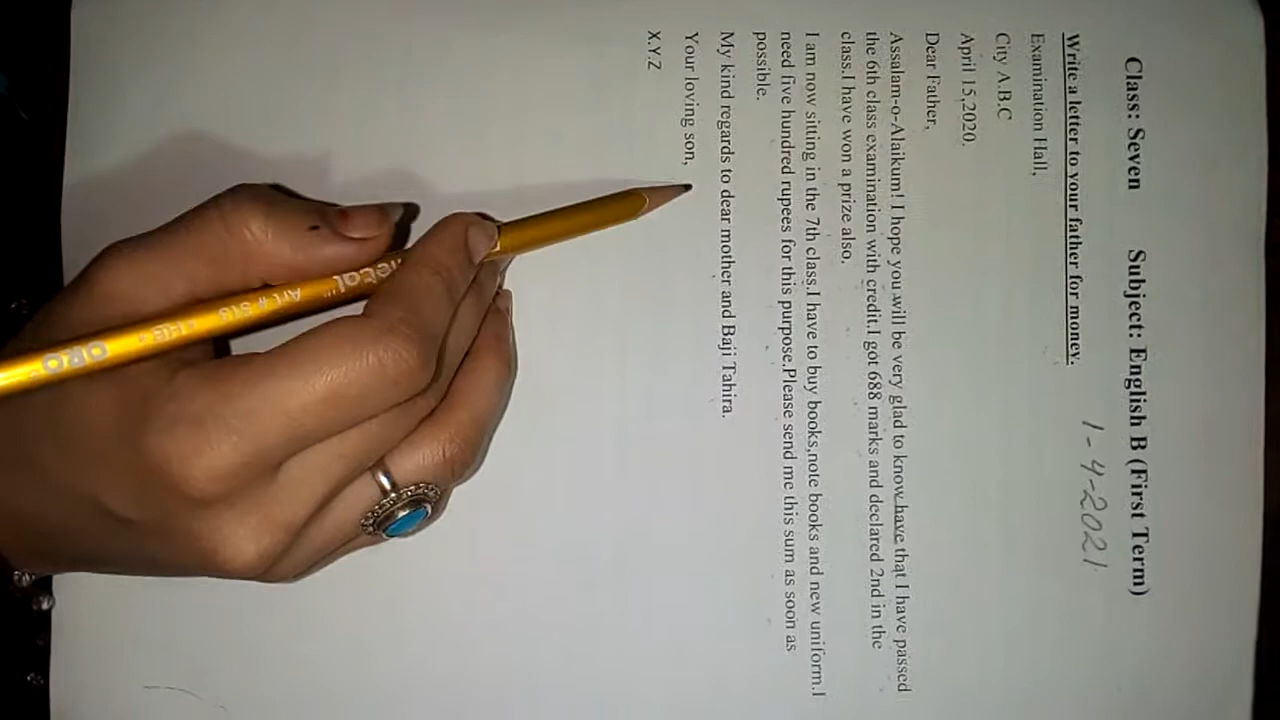 Class: Seven Subject: English B (First Term)
1-4-2021
Write a letter to your father for money.
Examination Hall,
City A.B.C
April 15,2020.
Dear Father,
Assalam-o-Alaikum! I hope you will be very glad to know have that I have passed
the 6th class examination with credit.I got 688 marks and declared 2nd in the
class.I have won a prize also.
I am now sitting in the 7th class.I have to buy books,note books and new uniform.I
need five hundred rupees for this purpose.Please send me this sum as soon as
possible.
My kind regards to dear mother and Baji Tahira.
Your loving son,
X.Y.Z
ORO HB Art # 518 metal